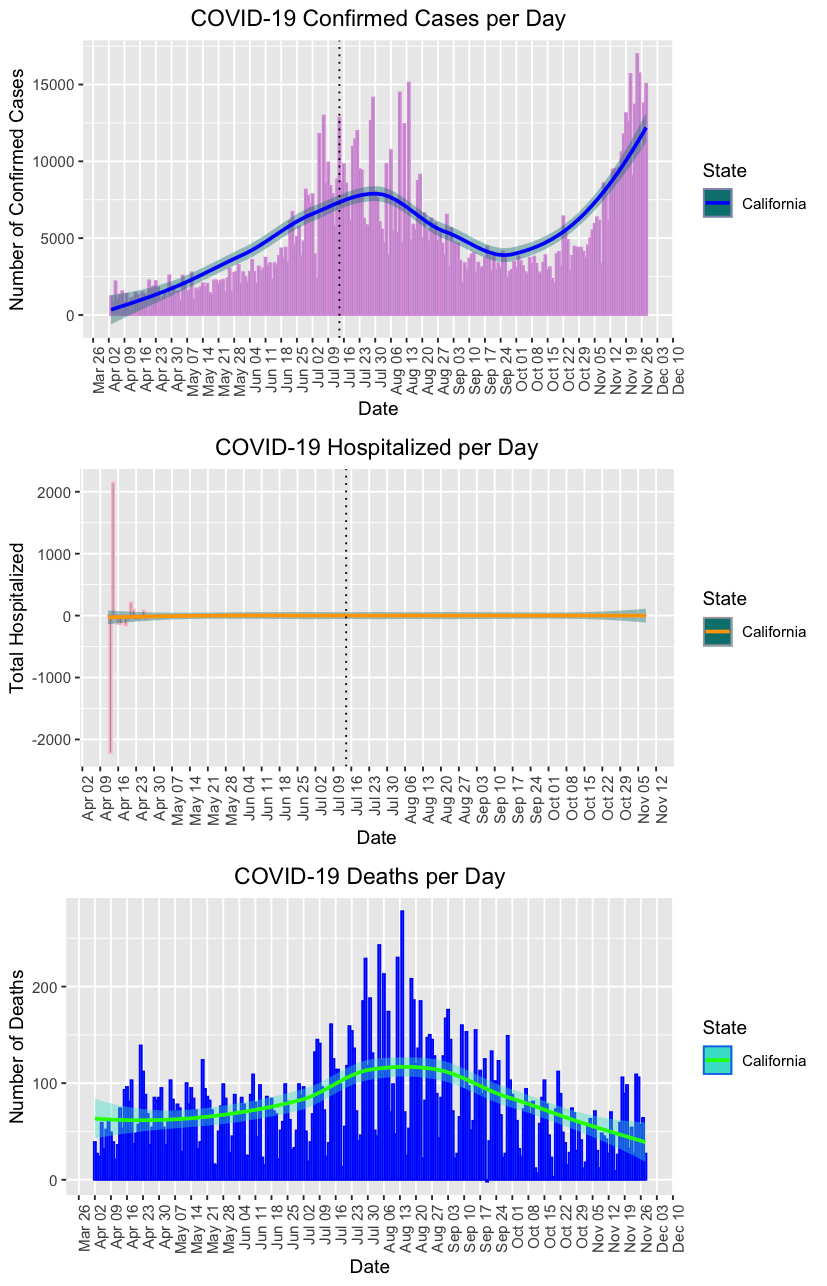 COVID-19 Confirmed Cases per Day
Number of Confirmed Cases
15000
10000
5000
0
Mar 26
Apr 02
Apr 09
Apr 16
Apr 23
Apr 30
May 07
May 14
May 21
May 28
Jun 04
Jun 11
Jun 18
Jun 25
Jul 02
Jul 09
Jul 16
Jul 23
Jul 30
Aug 06
Aug 13
Aug 20
Aug 27
Sep 03
Sep 10
Sep 17
Sep 24
Oct 01
Oct 08
Oct 15
Oct 22
Oct 29
Nov 05
Nov 12
Nov 19
Nov 26
Dec 03
Dec 10
Date
State
California
COVID-19 Hospitalized per Day
Total Hospitalized
2000
1000
0
-1000
-2000
Apr 02
Apr 09
Apr 16
Apr 23
Apr 30
May 07
May 14
May 21
May 28
Jun 04
Jun 11
Jun 18
Jun 25
Jul 02
Jul 09
Jul 16
Jul 23
Jul 30
Aug 06
Aug 13
Aug 20
Aug 27
Sep 03
Sep 10
Sep 17
Sep 24
Oct 01
Oct 08
Oct 15
Oct 22
Oct 29
Nov 05
Nov 12
Date
State
California
COVID-19 Deaths per Day
Number of Deaths
200
100
0
Mar 26
Apr 02
Apr 09
Apr 16
Apr 23
Apr 30
May 07
May 14
May 21
May 28
Jun 04
Jun 11
Jun 18
Jun 25
Jul 02
Jul 09
Jul 16
Jul 23
Jul 30
Aug 06
Aug 13
Aug 20
Aug 27
Sep 03
Sep 10
Sep 17
Sep 24
Oct 01
Oct 08
Oct 15
Oct 22
Oct 29
Nov 05
Nov 12
Nov 19
Nov 26
Dec 03
Dec 10
Date
State
California